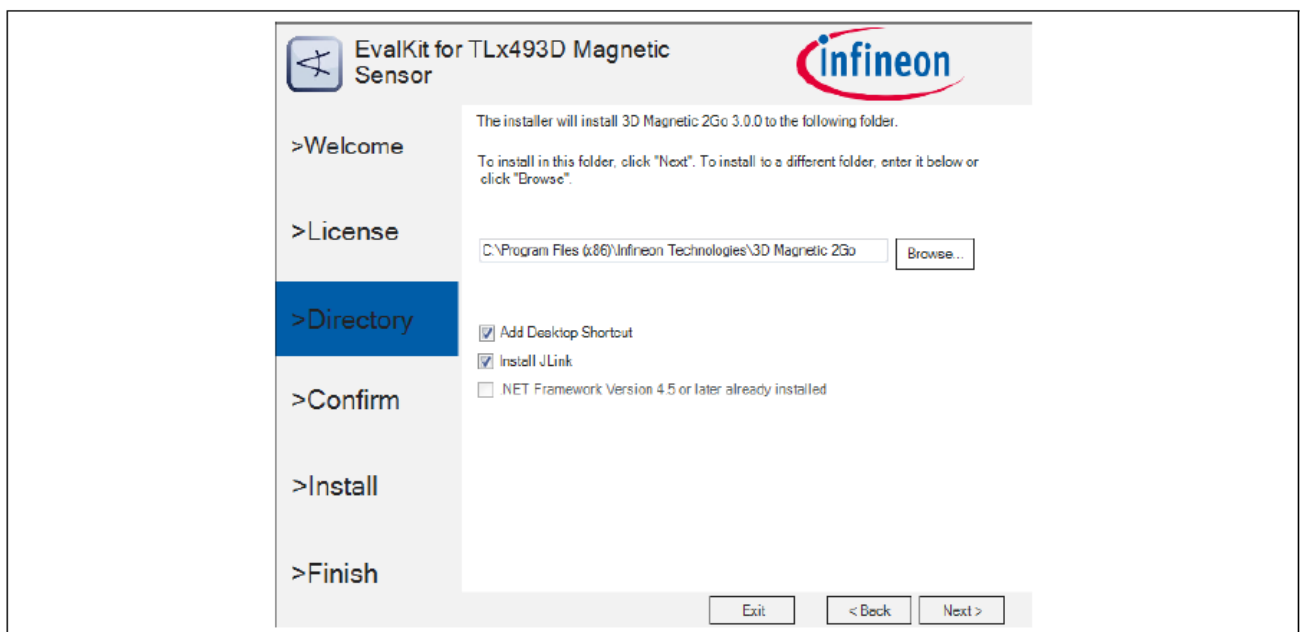 EvalKit for TLx493D Magnetic
Sensor
infineon
>Welcome
>License
>Directory
>Confirm
>Install
>Finish
The installer will install 3D Magnetic 2Go 3.0.0 to the following folder.
To install in this folder, click "Next". To install to a different folder, enter it below or
click "Browse".
C:\Program Files (x86)\Infineon Technologies\3D Magnetic 2Go
Browse...
Add Desktop Shortcut
Install JLink
.NET Framework Version 4.5 or later already installed
Exit
< Back
Next >